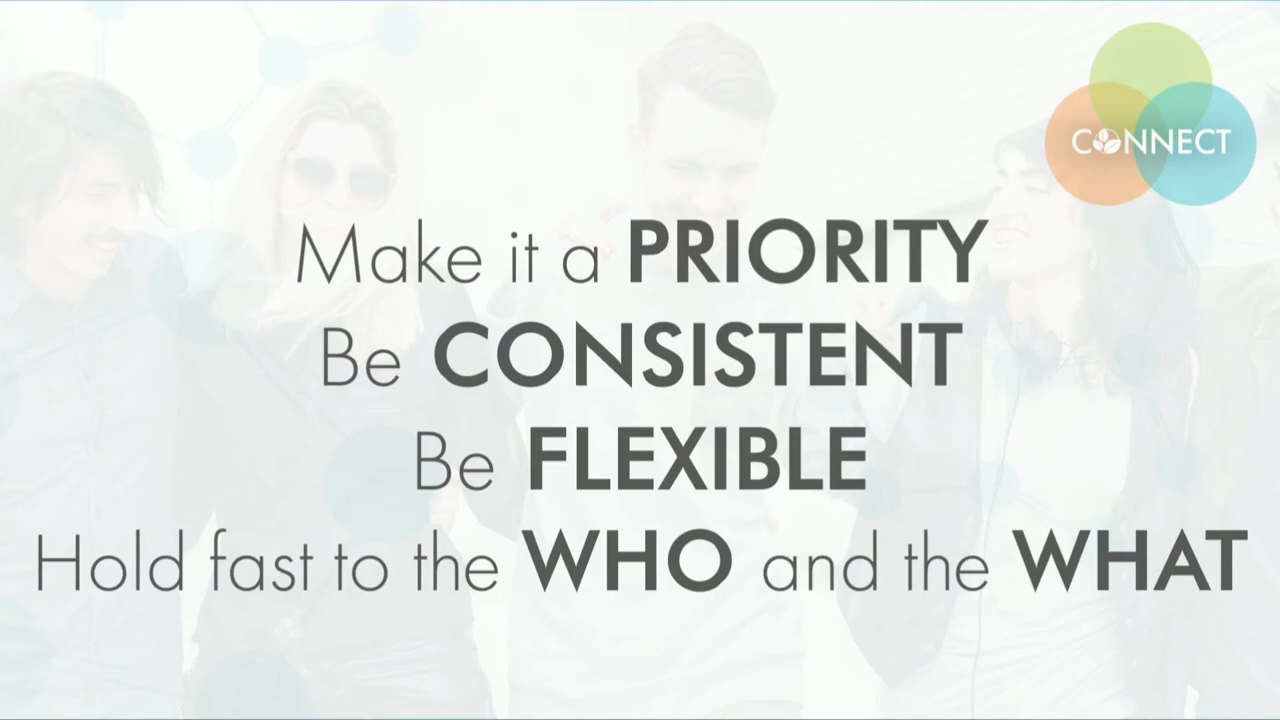 CONNECT
Make it a PRIORITY
Be CONSISTENT
Be FLEXIBLE
Hold fast to the WHO and the WHAT